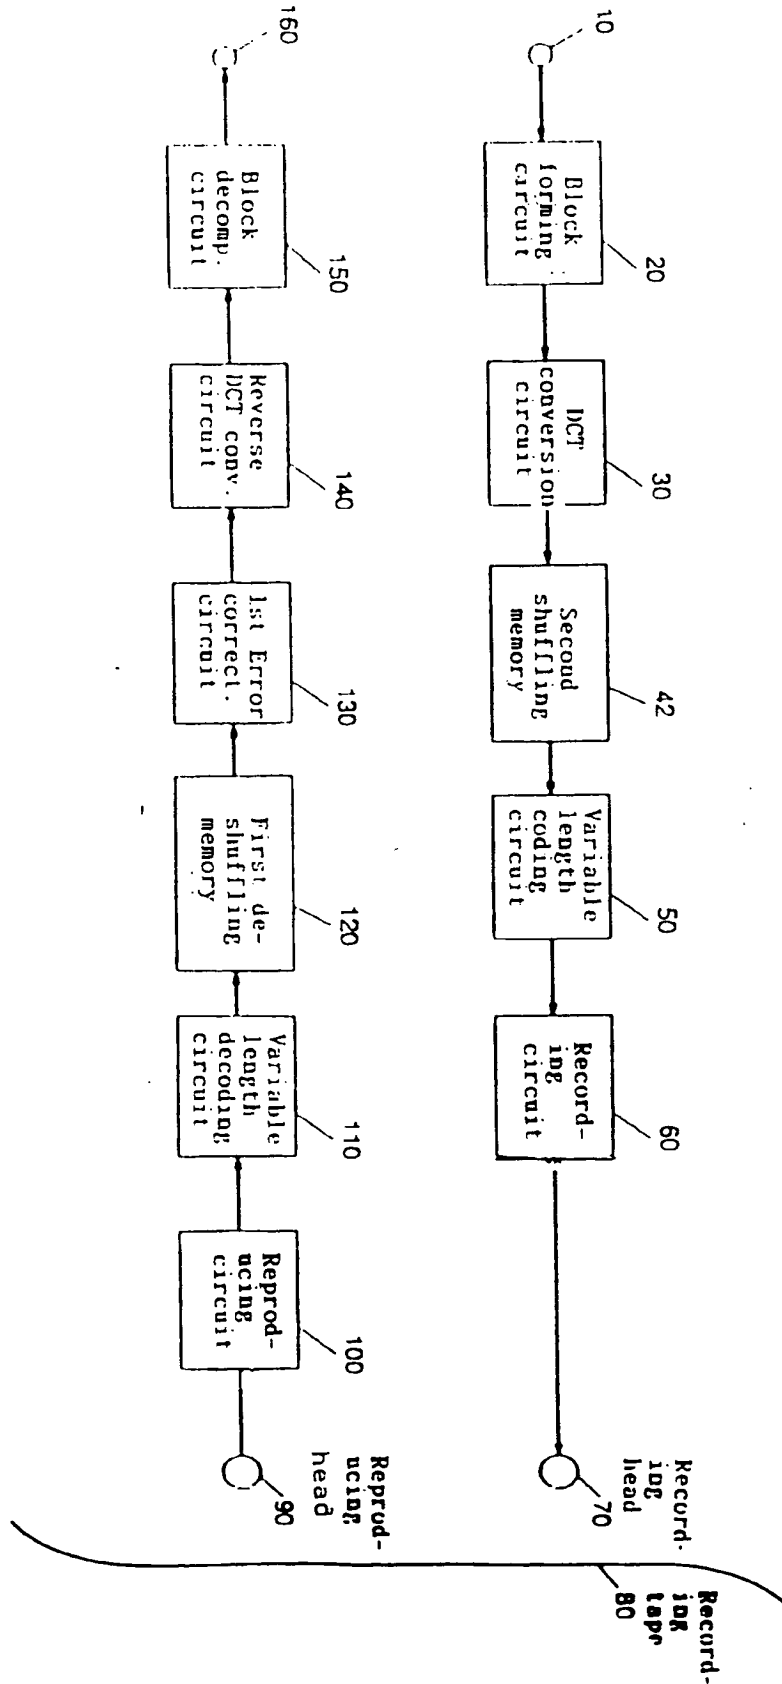 10
Block
forming
circuit
20
DCT
conversion
circuit
30
Second
shuffling
memory
42
Variable
length
coding
circuit
50
Record-
ing
circuit
60
Record-
ing
head
70
Record-
ing
tape
80
160
Block
decomp.
circuit
150
Reverse
DCT conv.
circuit
140
1st Error
correct.
circuit
130
First de-
shuffling
memory
120
Variable
length
decoding
circuit
110
Reprod-
ucing
circuit
100
Reprod-
ucing
head
90